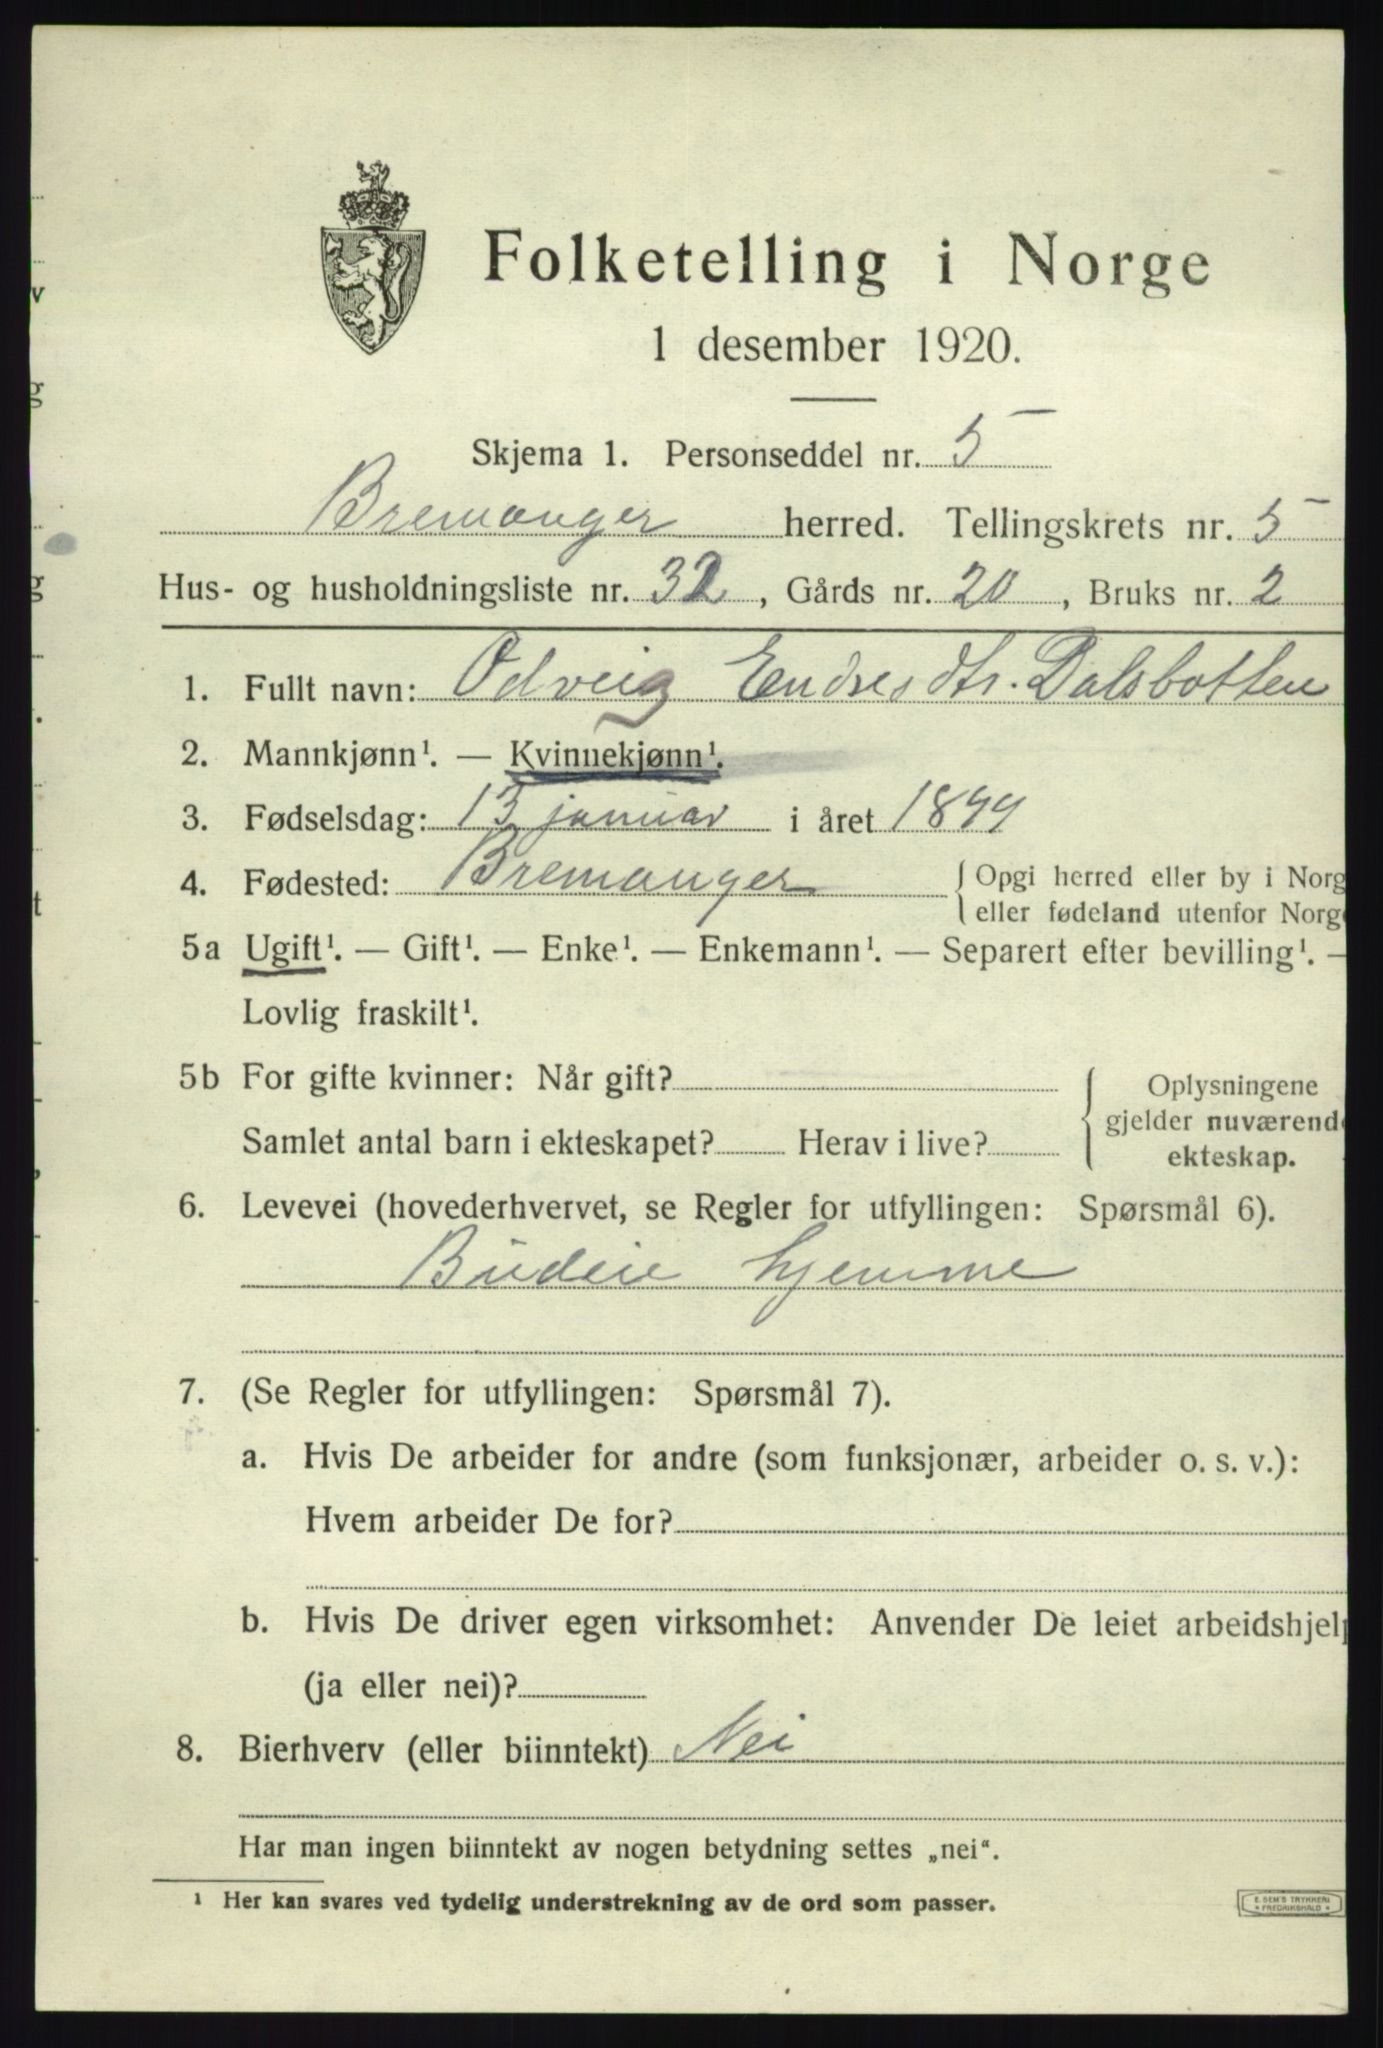 Folketelling i Norge
1 desember 1920.
Skjema 1. Personseddel nr. 5
Bremanger herred. Tellingskrets nr. 5
Hus- og husholdningsliste nr. 32, Gårds nr. 20, Bruks nr. 2
1. Fullt navn: Odveig Endresdtr. Dalsbotten
2. Mannkjønn¹. — Kvinnekjønn¹.
3. Fødselsdag: 13 januar i året 1899
4. Fødested: Bremanger { Opgi herred eller by i Norg
eller fødeland utenfor Norg
5a Ugift¹. — Gift¹. — Enke¹. — Enkemann¹. — Separert efter bevilling¹. —
Lovlig fraskilt¹.
5b For gifte kvinner: Når gift?
Samlet antal barn i ekteskapet? Herav i live?
Oplysningene
gjelder nuværend
ekteskap.
6. Levevei (hovederhvervet, se Regler for utfyllingen: Spørsmål 6).
Budeie hjemme
7. (Se Regler for utfyllingen: Spørsmål 7).
a. Hvis De arbeider for andre (som funksjonær, arbeider o. s. v.):
Hvem arbeider De for?
b. Hvis De driver egen virksomhet: Anvender De leiet arbeidshjelp
(ja eller nei)?
8. Bierhverv (eller biinntekt) Nei
Har man ingen biinntekt av nogen betydning settes „nei“.
¹ Her kan svares ved tydelig understrekning av de ord som passer.
E. SEM'S TRYKKERI
FREDRIKSHALD